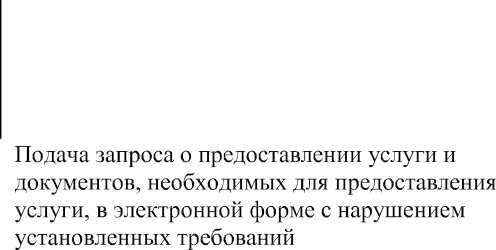 Подача запроса о предоставлении услуги и
документов, необходимых для предоставления
услуги, в электронной форме с нарушением
установленных требований